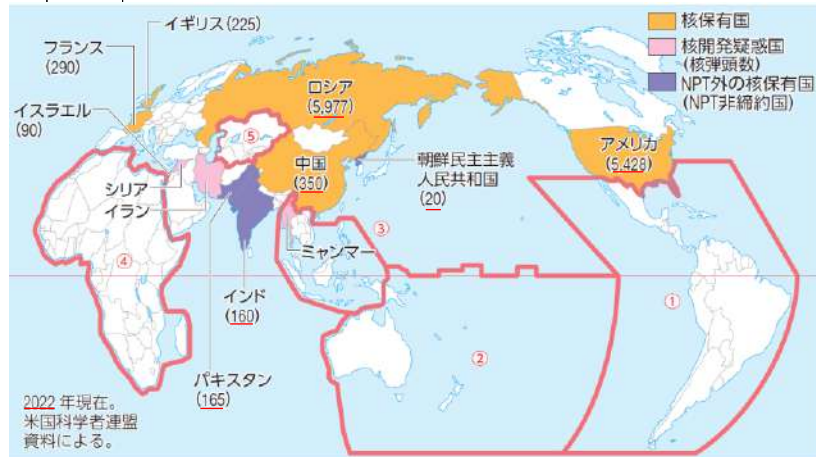 イギリス(225)
フランス
(290)
イスラエル
(90)
ロシア
(5,977)
⑤
中国
(350)
シリア
イラン
朝鮮民主主義
人民共和国
(20)
アメリカ
(5,428)
核保有国
核開発疑惑国
(核弾頭数)
NPT外の核保有国
(NPT非締約国)
③
ミャンマー
④
①
インド
(160)
②
パキスタン
(165)
2022年現在。
米国科学者連盟
資料による。